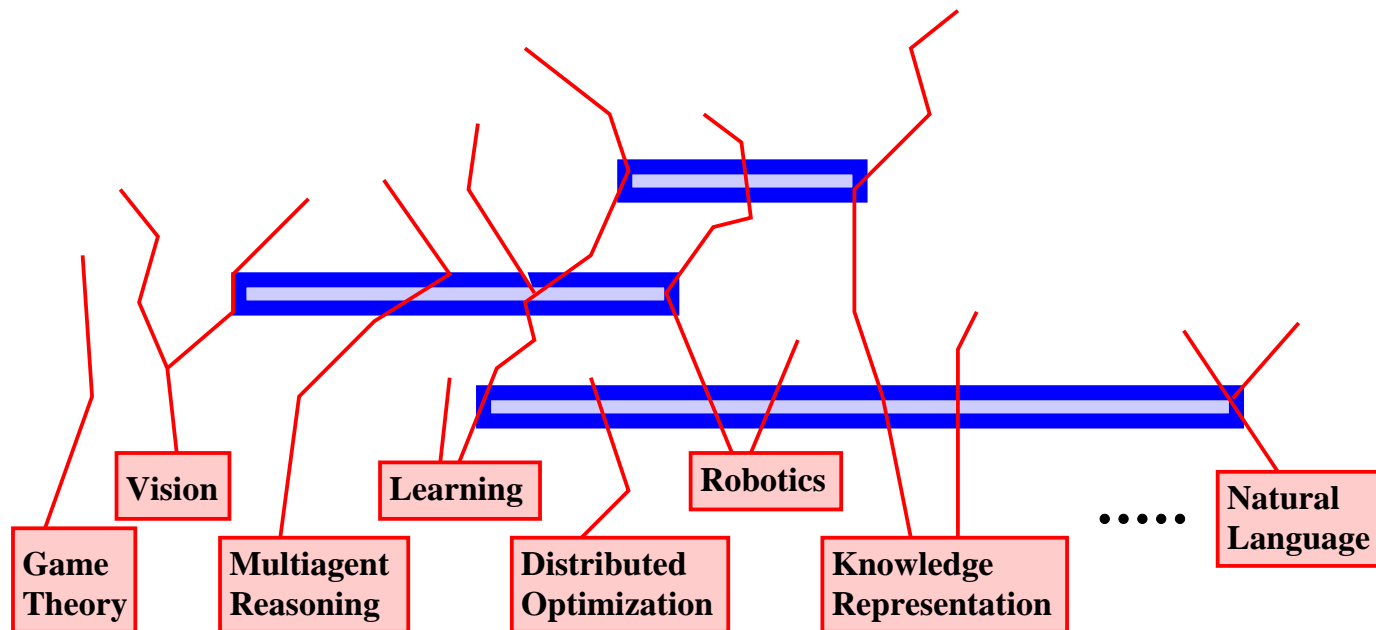 Vision
Learning
Robotics
Game
Theory
Multiagent
Reasoning
Distributed
Optimization
Knowledge
Representation
Natural
Language